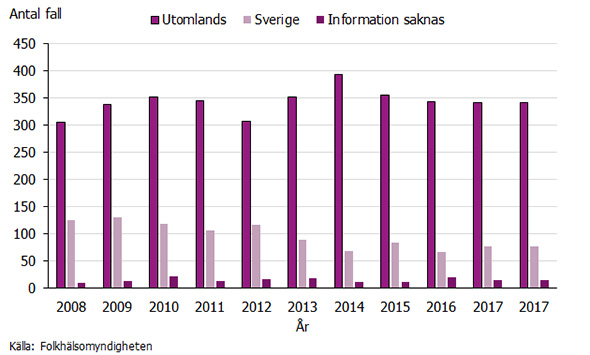 Antal fall
Utomlands Sverige Information saknas
450
400
350
300
250
200
150
100
50
0
2008 2009 2010 2011 2012 2013 2014 2015 2016 2017 2017
År
Källa: Folkhälsomyndigheten